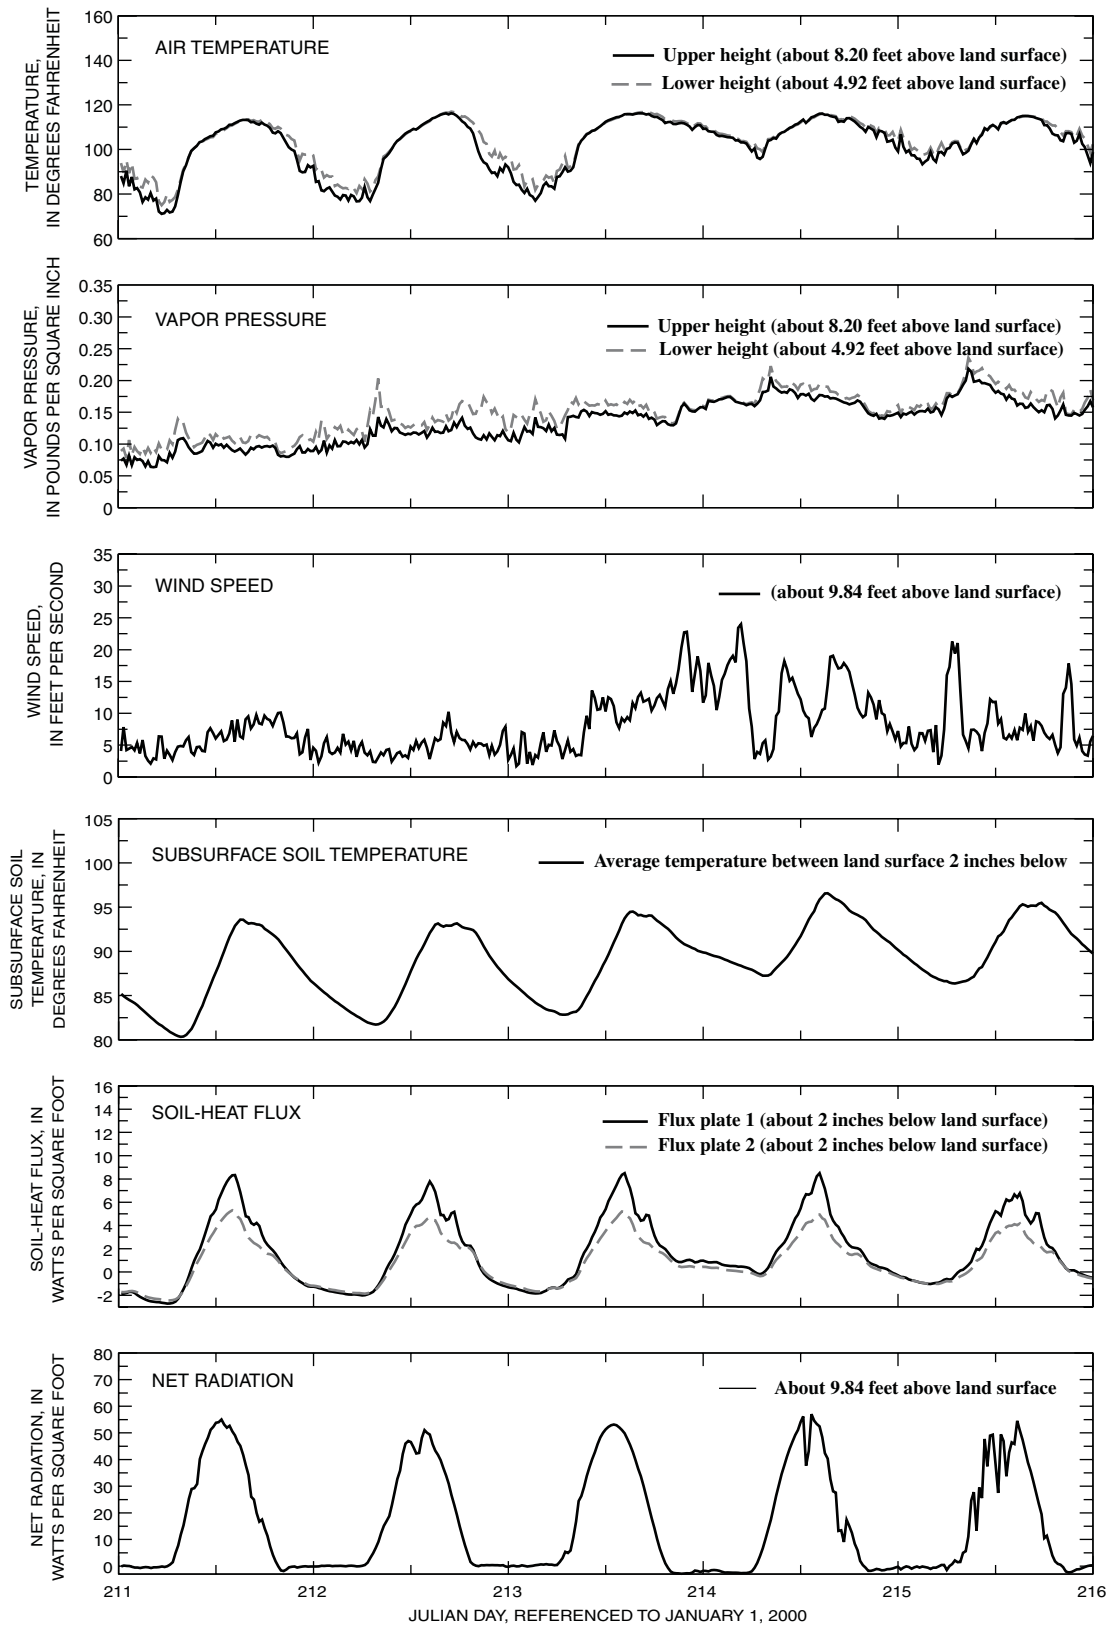 TEMPERATURE,
IN DEGREES FAHRENHEIT
160
140
120
100
80
60
AIR TEMPERATURE
Upper height (about 8.20 feet above land surface)
Lower height (about 4.92 feet above land surface)
VAPOR PRESSURE,
IN POUNDS PER SQUARE INCH
0.35
0.30
0.25
0.20
0.15
0.10
0.05
0
VAPOR PRESSURE
Upper height (about 8.20 feet above land surface)
Lower height (about 4.92 feet above land surface)
WIND SPEED,
IN FEET PER SECOND
35
30
25
20
15
10
5
0
WIND SPEED
(about 9.84 feet above land surface)
SUBSURFACE SOIL
TEMPERATURE, IN
DEGREES FAHRENHEIT
105
100
95
90
85
80
SUBSURFACE SOIL TEMPERATURE
Average temperature between land surface 2 inches below
SOIL-HEAT FLUX, IN
WATTS PER SQUARE FOOT
16
14
12
10
8
6
4
2
0
-2
SOIL-HEAT FLUX
Flux plate 1 (about 2 inches below land surface)
Flux plate 2 (about 2 inches below land surface)
NET RADIATION, IN
WATTS PER SQUARE FOOT
80
70
60
50
40
30
20
10
0
NET RADIATION
About 9.84 feet above land surface
211
212
213
214
215
216
JULIAN DAY, REFERENCED TO JANUARY 1, 2000